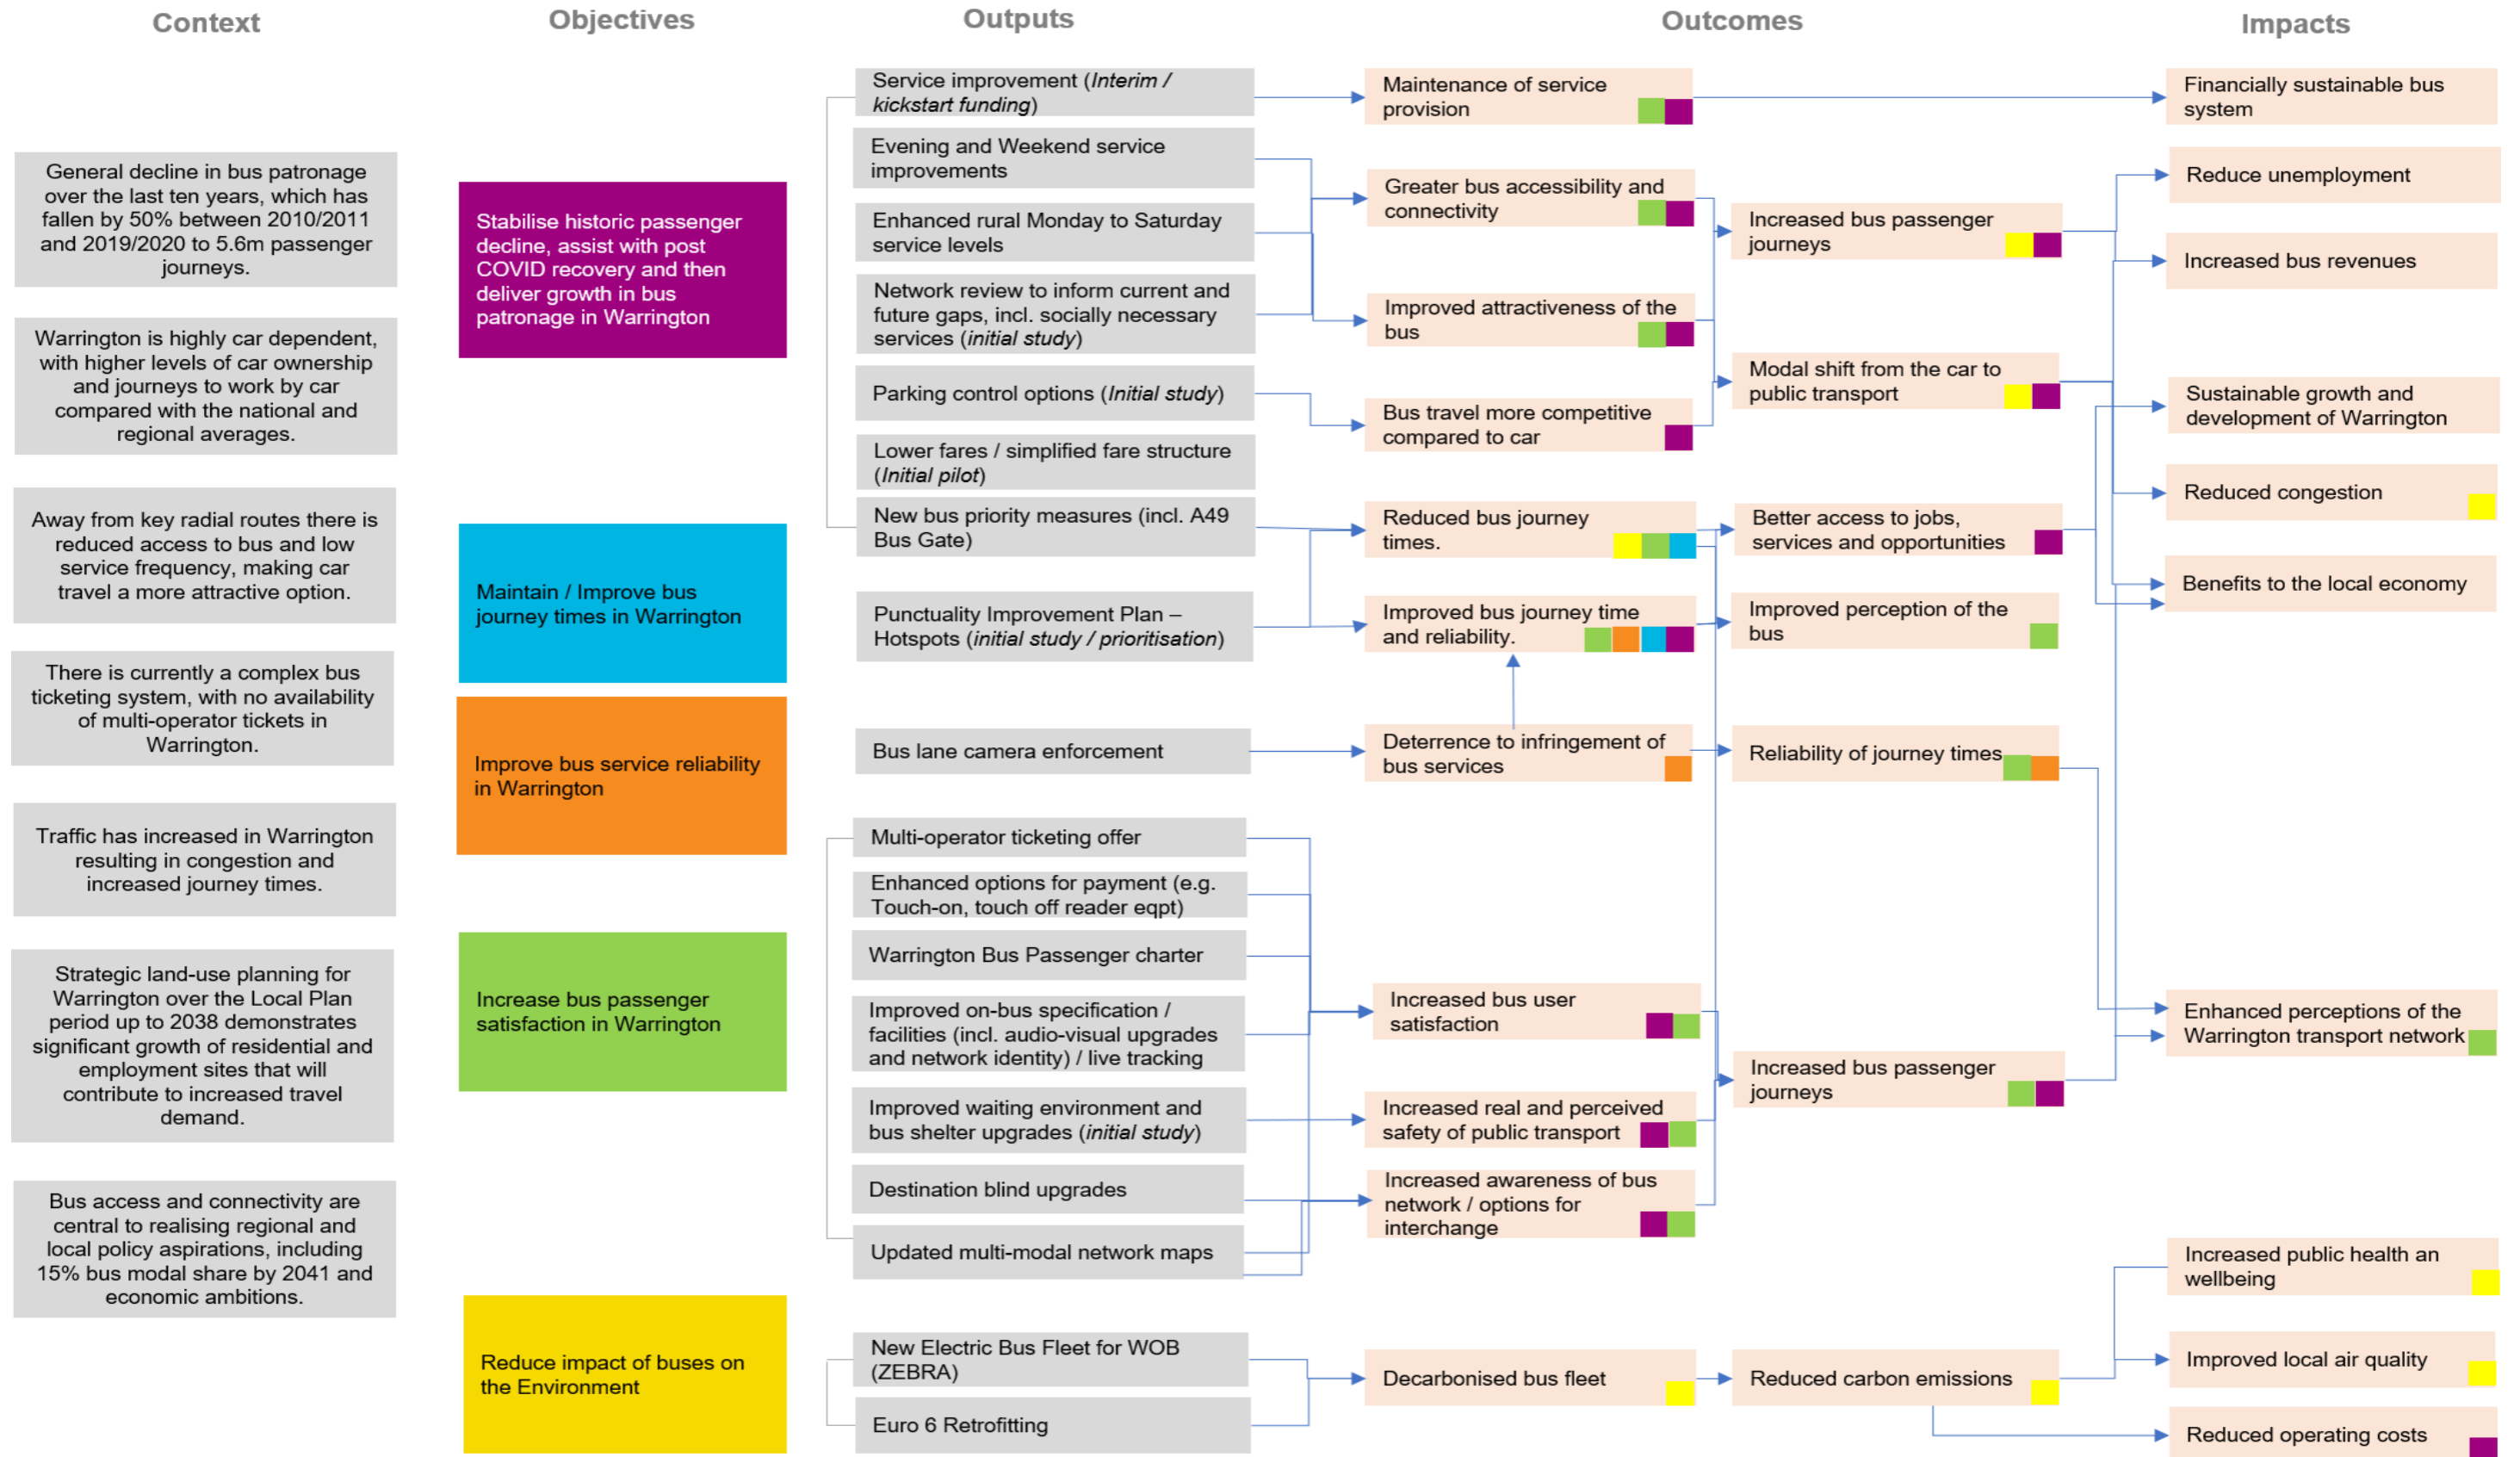 Context
Objectives
Outputs
Outcomes
Impacts
General decline in bus patronage
over the last ten years, which has
fallen by 50% between 2010/2011
and 2019/2020 to 5.6m passenger
journeys.
Warrington is highly car dependent,
with higher levels of car ownership
and journeys to work by car
compared with the national and
regional averages.
Away from key radial routes there is
reduced access to bus and low
service frequency, making car
travel a more attractive option.
There is currently a complex bus
ticketing system, with no availability
of multi-operator tickets in
Warrington.
Traffic has increased in Warrington
resulting in congestion and
increased journey times.
Strategic land-use planning for
Warrington over the Local Plan
period up to 2038 demonstrates
significant growth of residential and
employment sites that will
contribute to increased travel
demand.
Bus access and connectivity are
central to realising regional and
local policy aspirations, including
15% bus modal share by 2041 and
economic ambitions.
Stabilise historic passenger
decline, assist with post
COVID recovery and then
deliver growth in bus
patronage in Warrington
Maintain / Improve bus
journey times in Warrington
Improve bus service reliability
in Warrington
Increase bus passenger
satisfaction in Warrington
Reduce impact of buses on
the Environment
Service improvement (Interim /
kickstart funding)
Evening and Weekend service
improvements
Enhanced rural Monday to Saturday
service levels
Network review to inform current and
future gaps, incl. socially necessary
services (initial study)
Parking control options (Initial study)
Lower fares / simplified fare structure
(Initial pilot)
New bus priority measures (incl. A49
Bus Gate)
Punctuality Improvement Plan –
Hotspots (initial study / prioritisation)
Bus lane camera enforcement
Multi-operator ticketing offer
Enhanced options for payment (e.g.
Touch-on, touch off reader eqpt)
Warrington Bus Passenger charter
Improved on-bus specification /
facilities (incl. audio-visual upgrades
and network identity) / live tracking
Improved waiting environment and
bus shelter upgrades (initial study)
Destination blind upgrades
Updated multi-modal network maps
New Electric Bus Fleet for WOB
(ZEBRA)
Euro 6 Retrofitting
Maintenance of service
provision
Greater bus accessibility and
connectivity
Improved attractiveness of the
bus
Bus travel more competitive
compared to car
Reduced bus journey
times.
Improved bus journey time
and reliability.
Deterrence to infringement of
bus services
Increased bus user
satisfaction
Increased real and perceived
safety of public transport
Increased awareness of bus
network / options for
interchange
Decarbonised bus fleet
Increased bus passenger
journeys
Modal shift from the car to
public transport
Better access to jobs,
services and opportunities
Improved perception of the
bus
Reliability of journey times
Increased bus passenger
journeys
Reduced carbon emissions
Financially sustainable bus
system
Reduce unemployment
Increased bus revenues
Sustainable growth and
development of Warrington
Reduced congestion
Benefits to the local economy
Enhanced perceptions of the
Warrington transport network
Increased public health an
wellbeing
Improved local air quality
Reduced operating costs